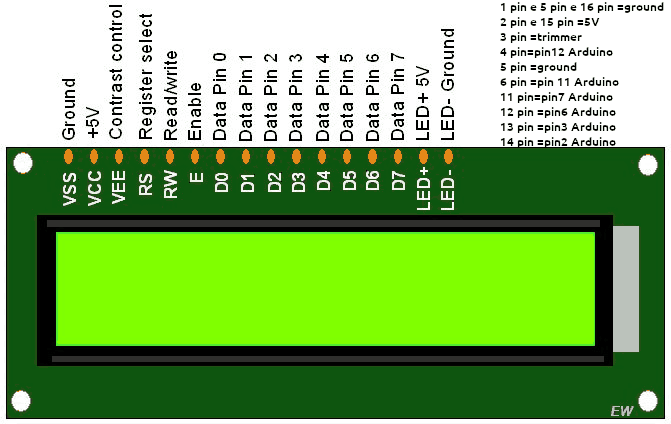 1 pin e 5 pin e 16 pin =ground
2 pin e 15 pin =5V
3 pin =trimmer
4 pin=pin12 Arduino
5 pin =ground
6 pin =pin 11 Arduino
11 pin=pin7 Arduino
12 pin =pin6 Arduino
13 pin =pin3 Arduino
14 pin =pin2 Arduino
Ground
+5V
Contrast control
Register select
Read/write
Enable
Data Pin 0
Data Pin 1
Data Pin 2
Data Pin 3
Data Pin 4
Data Pin 5
Data Pin 6
Data Pin 7
LED+ 5V
LED- Ground
VSS
VCC
VEE
RS
RW
E
D0
D1
D2
D3
D4
D5
D6
D7
LED+
LED-
EW